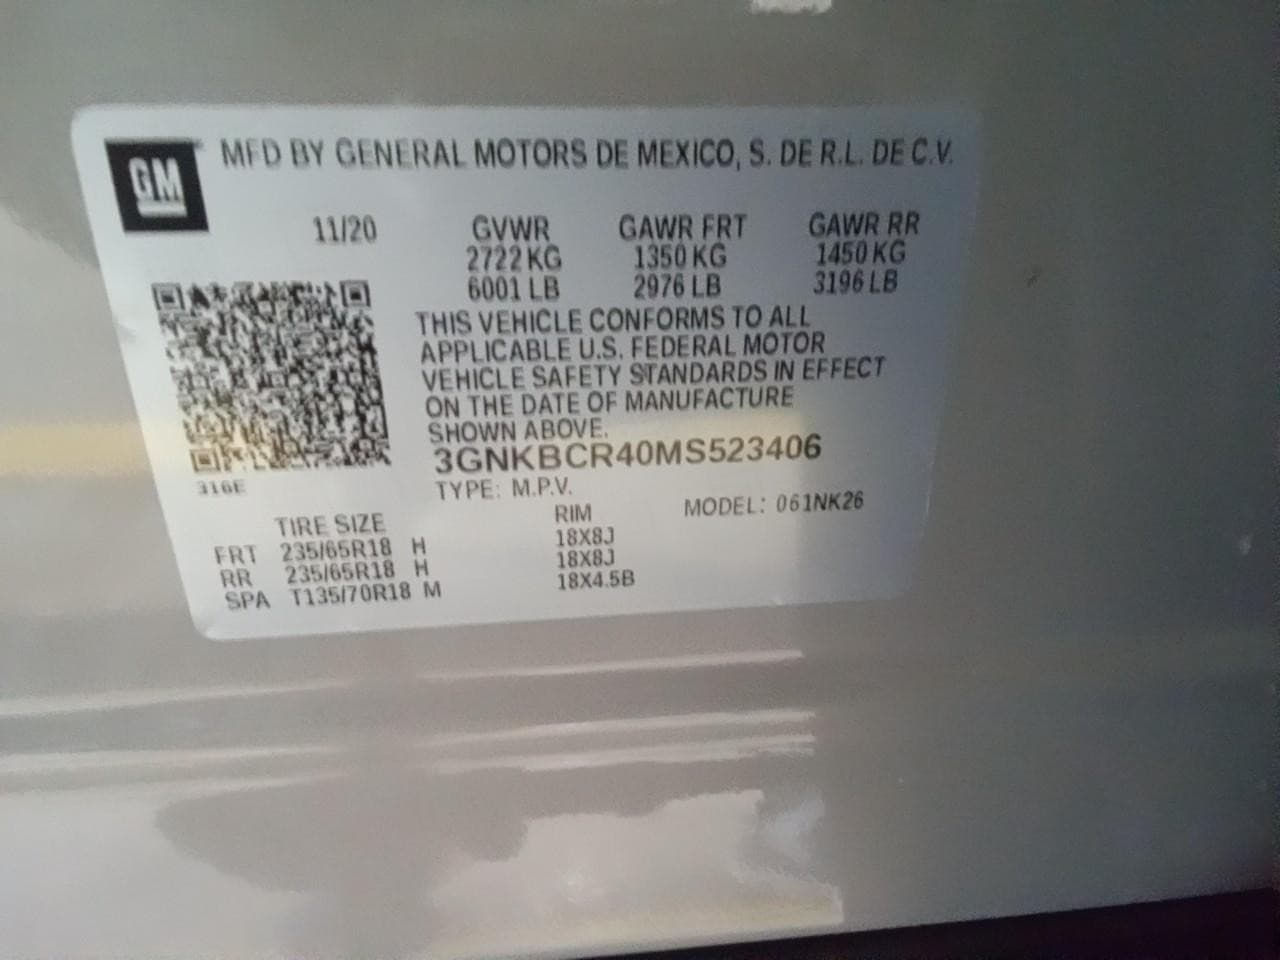 GM
MFD BY GENERAL MOTORS DE MEXICO, S. DE R.L. DE C.V.
11/20 GVWR GAWR FRT GAWR RR
2722 KG 1350 KG 1450 KG
6001 LB 2976 LB 3196 LB
THIS VEHICLE CONFORMS TO ALL
APPLICABLE U.S. FEDERAL MOTOR
VEHICLE SAFETY STANDARDS IN EFFECT
ON THE DATE OF MANUFACTURE
SHOWN ABOVE.
3GNKBCR40MS523406
316E
TYPE: M.P.V.
MODEL: 061NK26
TIRE SIZE RIM
FRT 235/65R18 H 18X8J
RR 235/65R18 H 18X8J
SPA T135/70R18 M 18X4.5B